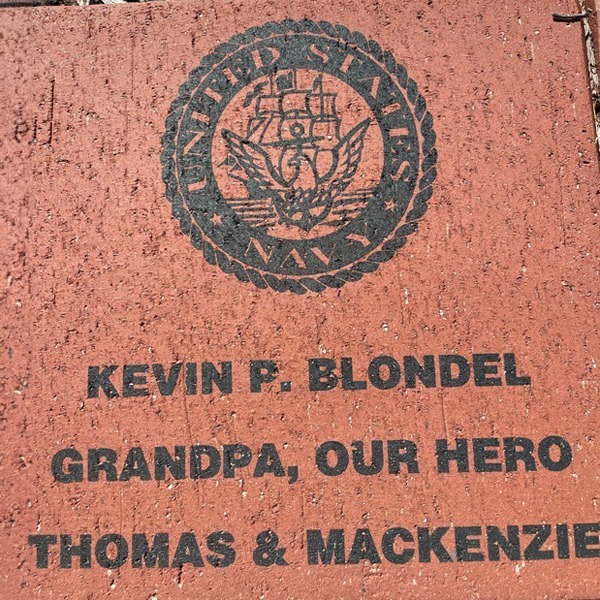 UNITED STATES
NAVY
KEVIN P. BLONDEL
GRANDPA, OUR HERO
THOMAS & MACKENZIE